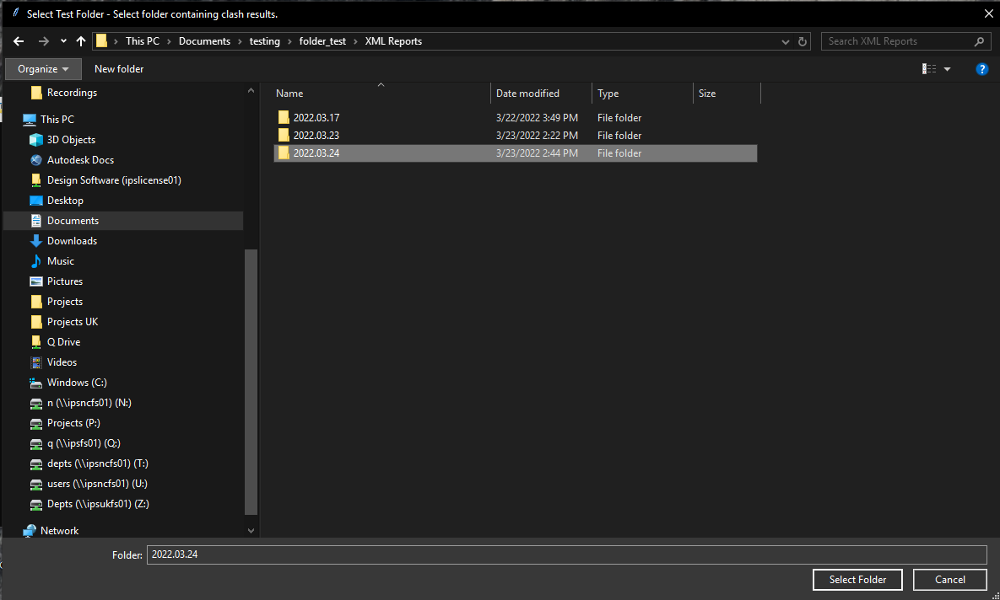 Select Test Folder - Select folder containing clash results.
This PC > Documents > testing > folder_test > XML Reports
Search XML Reports
Organize
New folder
?
Recordings
This PC
3D Objects
Autodesk Docs
Design Software (ipslicense01)
Desktop
Documents
Downloads
Music
Pictures
Projects
Projects UK
Q Drive
Videos
Windows (C:)
n (\\ipsncfs01) (N:)
Projects (P:)
q (\\ipsfs01) (Q:)
depts (\\ipsncfs01) (T:)
users (\\ipsncfs01) (U:)
Depts (\\ipsukfs01) (Z:)
Network
Name Date modified Type Size
2022.03.17 3/22/2022 3:49 PM File folder
2022.03.23 3/23/2022 2:22 PM File folder
2022.03.24 3/23/2022 2:44 PM File folder
Folder: 2022.03.24
Select Folder Cancel